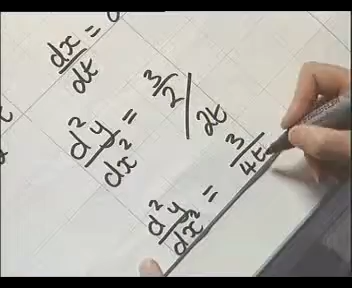 dx/dt =
d²y/dx² = 3/2 / 2t
d²y/dx² = 3/4t